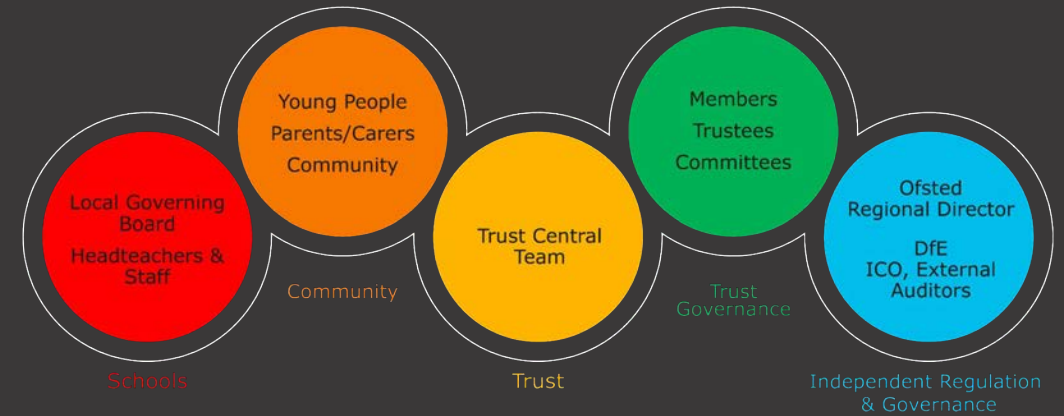 Local Governing
Board
Headteachers &
Staff
Schools
Young People
Parents/Carers
Community
Community
Trust Central
Team
Trust
Members
Trustees
Committees
Trust
Governance
Ofsted
Regional Director
DfE
ICO, External
Auditors
Independent Regulation
& Governance